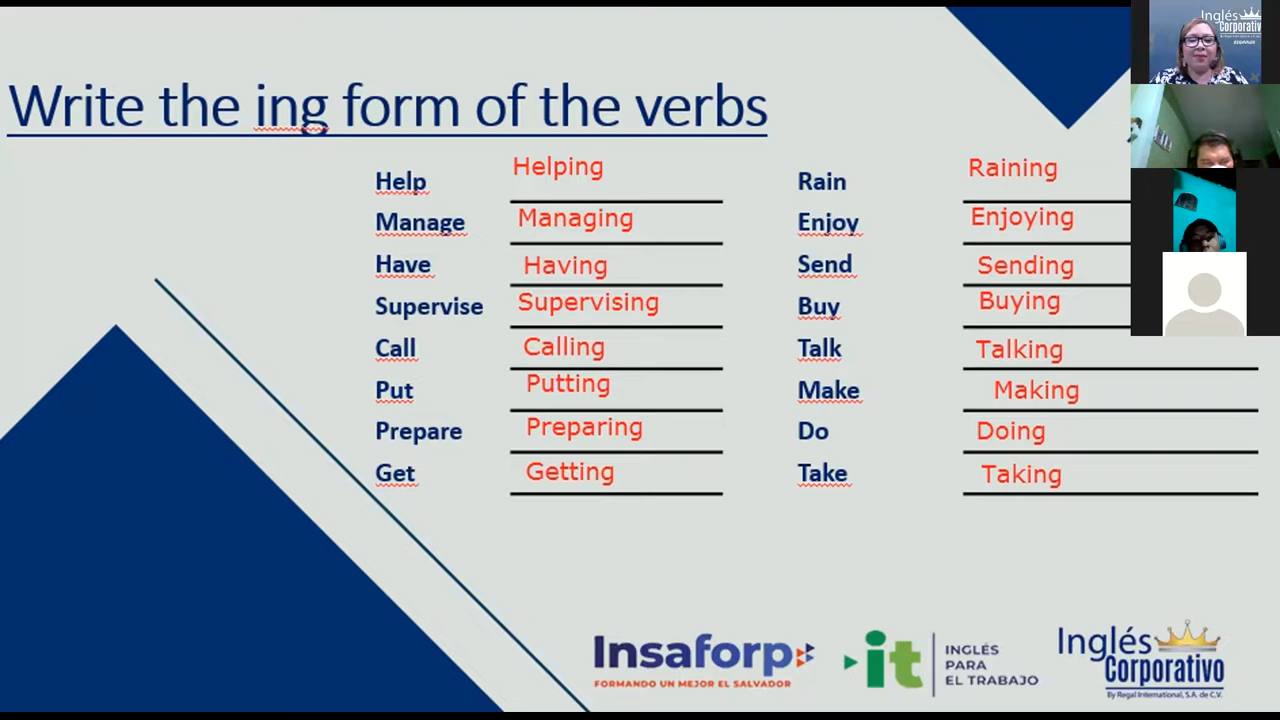 Write the ing form of the verbs
Help Helping
Manage Managing
Have Having
Supervise Supervising
Call Calling
Put Putting
Prepare Preparing
Get Getting
Rain Raining
Enjoy Enjoying
Send Sending
Buy Buying
Talk Talking
Make Making
Do Doing
Take Taking
Insaforp
FORMANDO UN MEJOR EL SALVADOR
it
INGLÉS
PARA
EL TRABAJO
Inglés
Corporativo
By Regal International, S.A. de C.V.
Inglés
Corporativo